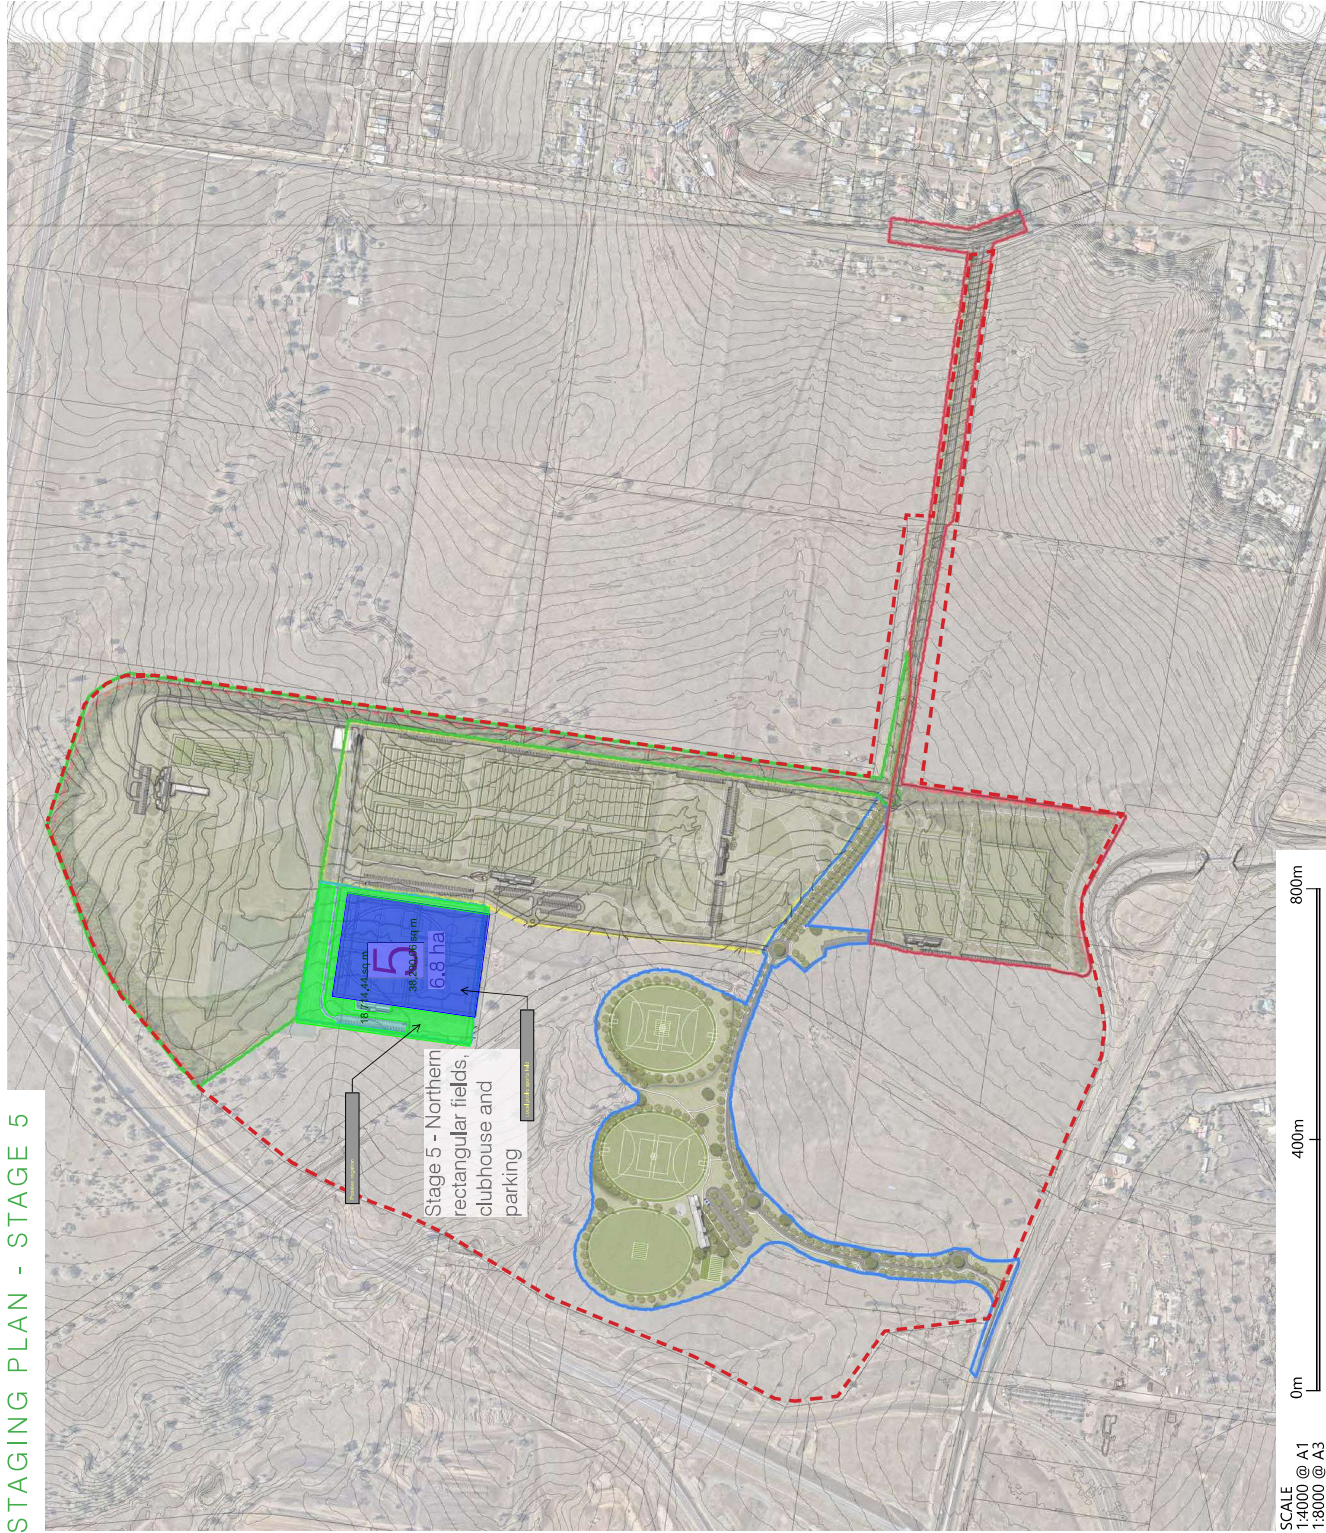 STAGING PLAN - STAGE 5
5
6.8 ha
Stage 5 - Northern
rectangular fields,
clubhouse and
parking
0m
400m
800m
SCALE
1:4000 @ A1
1:8000 @ A3